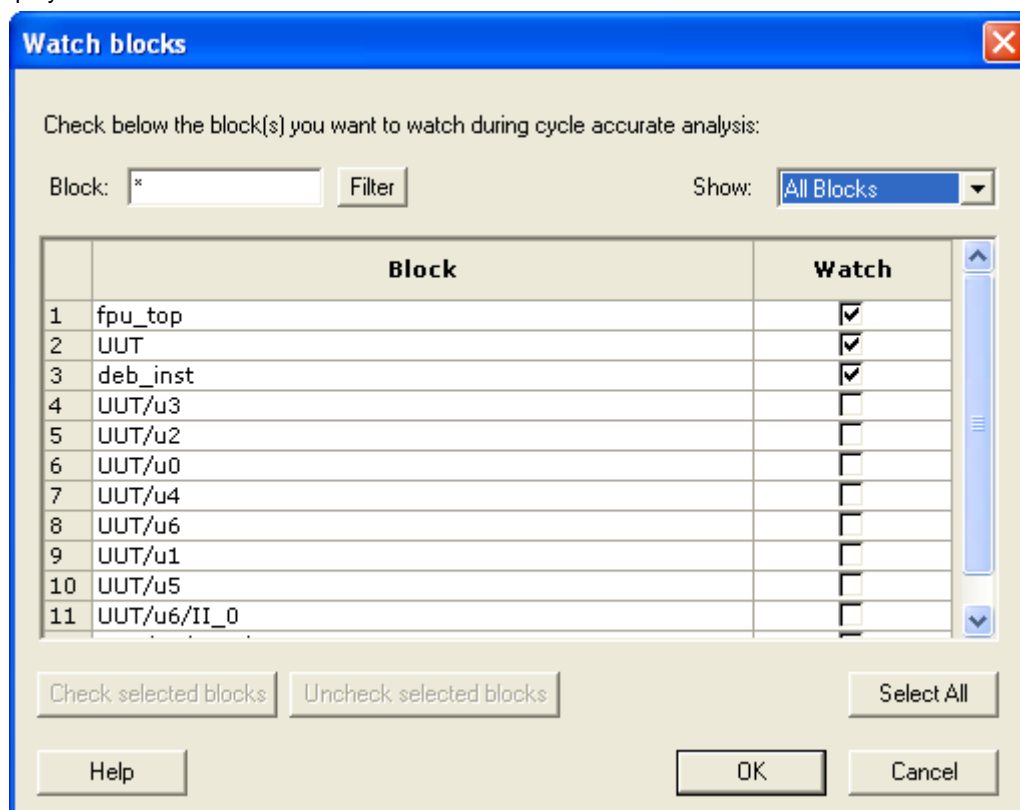 Watch blocks
Check below the block(s) you want to watch during cycle accurate analysis:
Block: * Filter Show: All Blocks
Block Watch
1 fpu_top
2 UUT
3 deb_inst
4 UUT/u3
5 UUT/u2
6 UUT/u0
7 UUT/u4
8 UUT/u6
9 UUT/u1
10 UUT/u5
11 UUT/u6/II_0
Check selected blocks Uncheck selected blocks Select All
Help OK Cancel